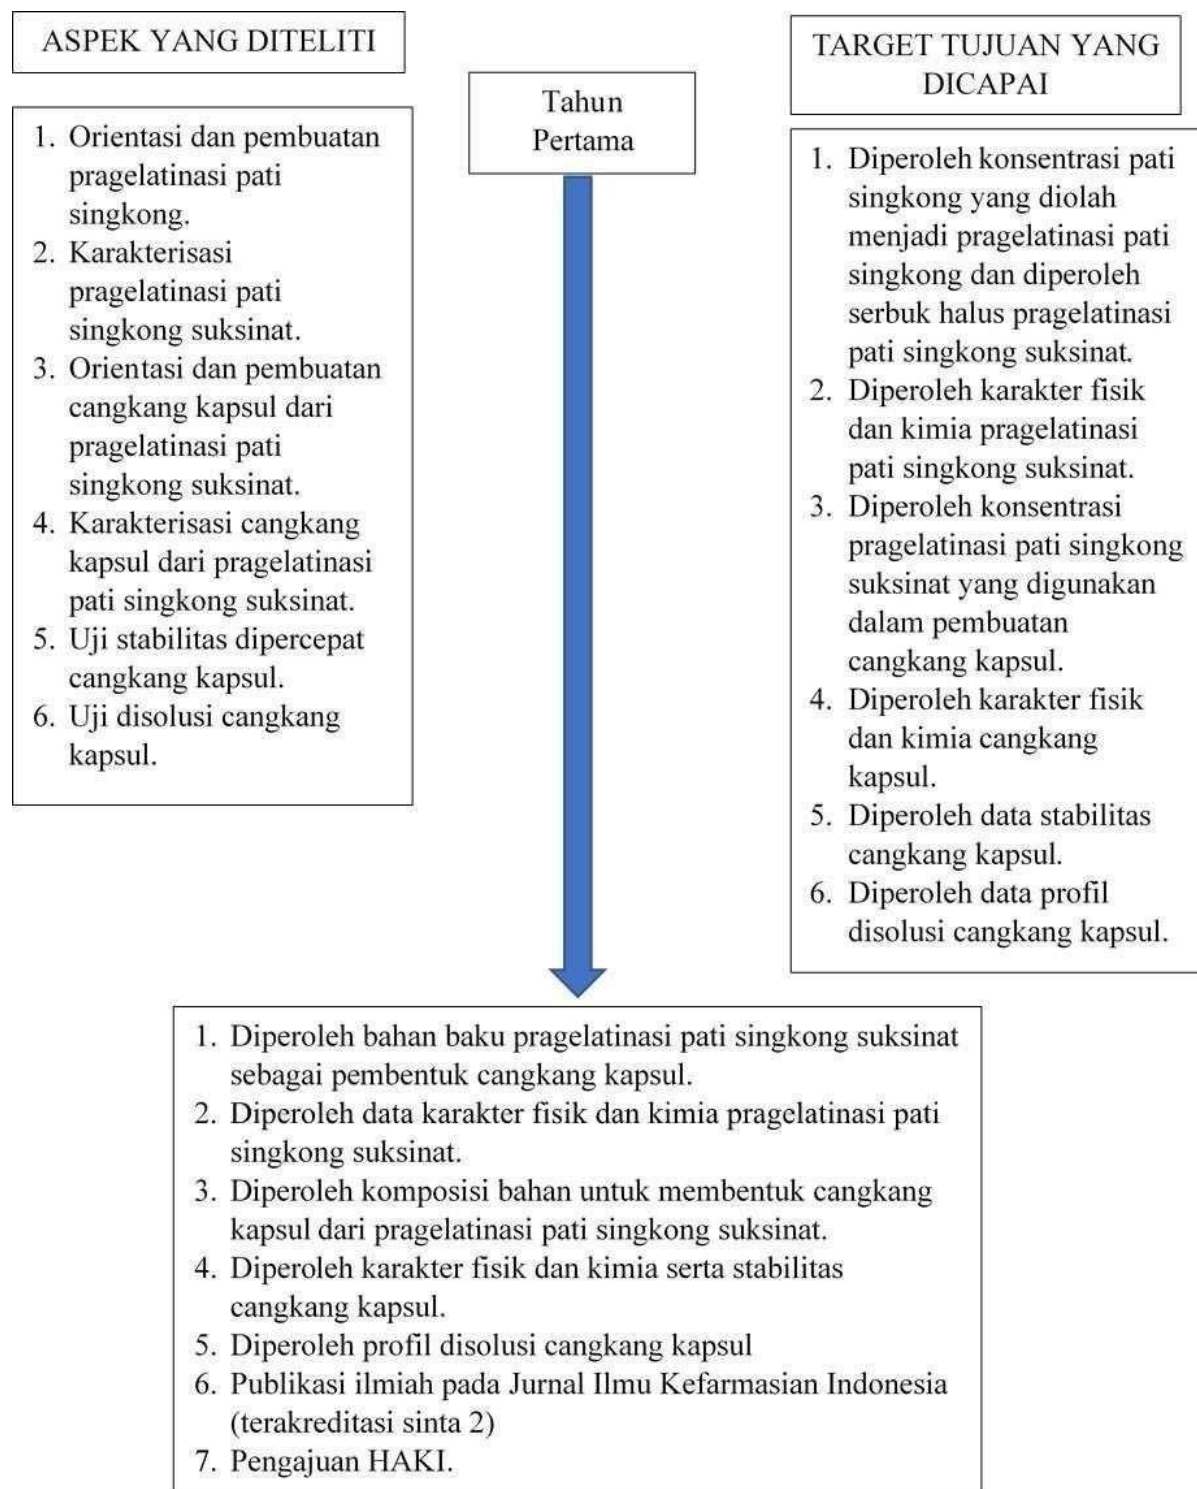 ASPEK YANG DITELITI
1. Orientasi dan pembuatan
pragelatinasi pati
singkong.
2. Karakterisasi
pragelatinasi pati
singkong suksinat.
3. Orientasi dan pembuatan
cangkang kapsul dari
pragelatinasi pati
singkong suksinat.
4. Karakterisasi cangkang
kapsul dari pragelatinasi
pati singkong suksinat.
5. Uji stabilitas dipercepat
cangkang kapsul.
6. Uji disolusi cangkang
kapsul.
Tahun
Pertama
TARGET TUJUAN YANG
DICAPAI
1. Diperoleh konsentrasi pati
singkong yang diolah
menjadi pragelatinasi pati
singkong dan diperoleh
serbuk halus pragelatinasi
pati singkong suksinat.
2. Diperoleh karakter fisik
dan kimia pragelatinasi
pati singkong suksinat.
3. Diperoleh konsentrasi
pragelatinasi pati singkong
suksinat yang digunakan
dalam pembuatan
cangkang kapsul.
4. Diperoleh karakter fisik
dan kimia cangkang
kapsul.
5. Diperoleh data stabilitas
cangkang kapsul.
6. Diperoleh data profil
disolusi cangkang kapsul.
1. Diperoleh bahan baku pragelatinasi pati singkong suksinat
sebagai pembentuk cangkang kapsul.
2. Diperoleh data karakter fisik dan kimia pragelatinasi pati
singkong suksinat.
3. Diperoleh komposisi bahan untuk membentuk cangkang
kapsul dari pragelatinasi pati singkong suksinat.
4. Diperoleh karakter fisik dan kimia serta stabilitas
cangkang kapsul.
5. Diperoleh profil disolusi cangkang kapsul
6. Publikasi ilmiah pada Jurnal Ilmu Kefarmasian Indonesia
(terakreditasi sinta 2)
7. Pengajuan HAKI.